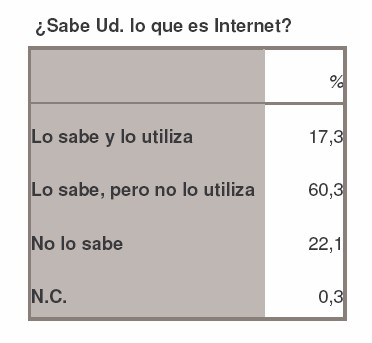 ¿Sabe Ud. lo que es Internet?
%
Lo sabe y lo utiliza 17,3
Lo sabe, pero no lo utiliza 60,3
No lo sabe 22,1
N.C. 0,3